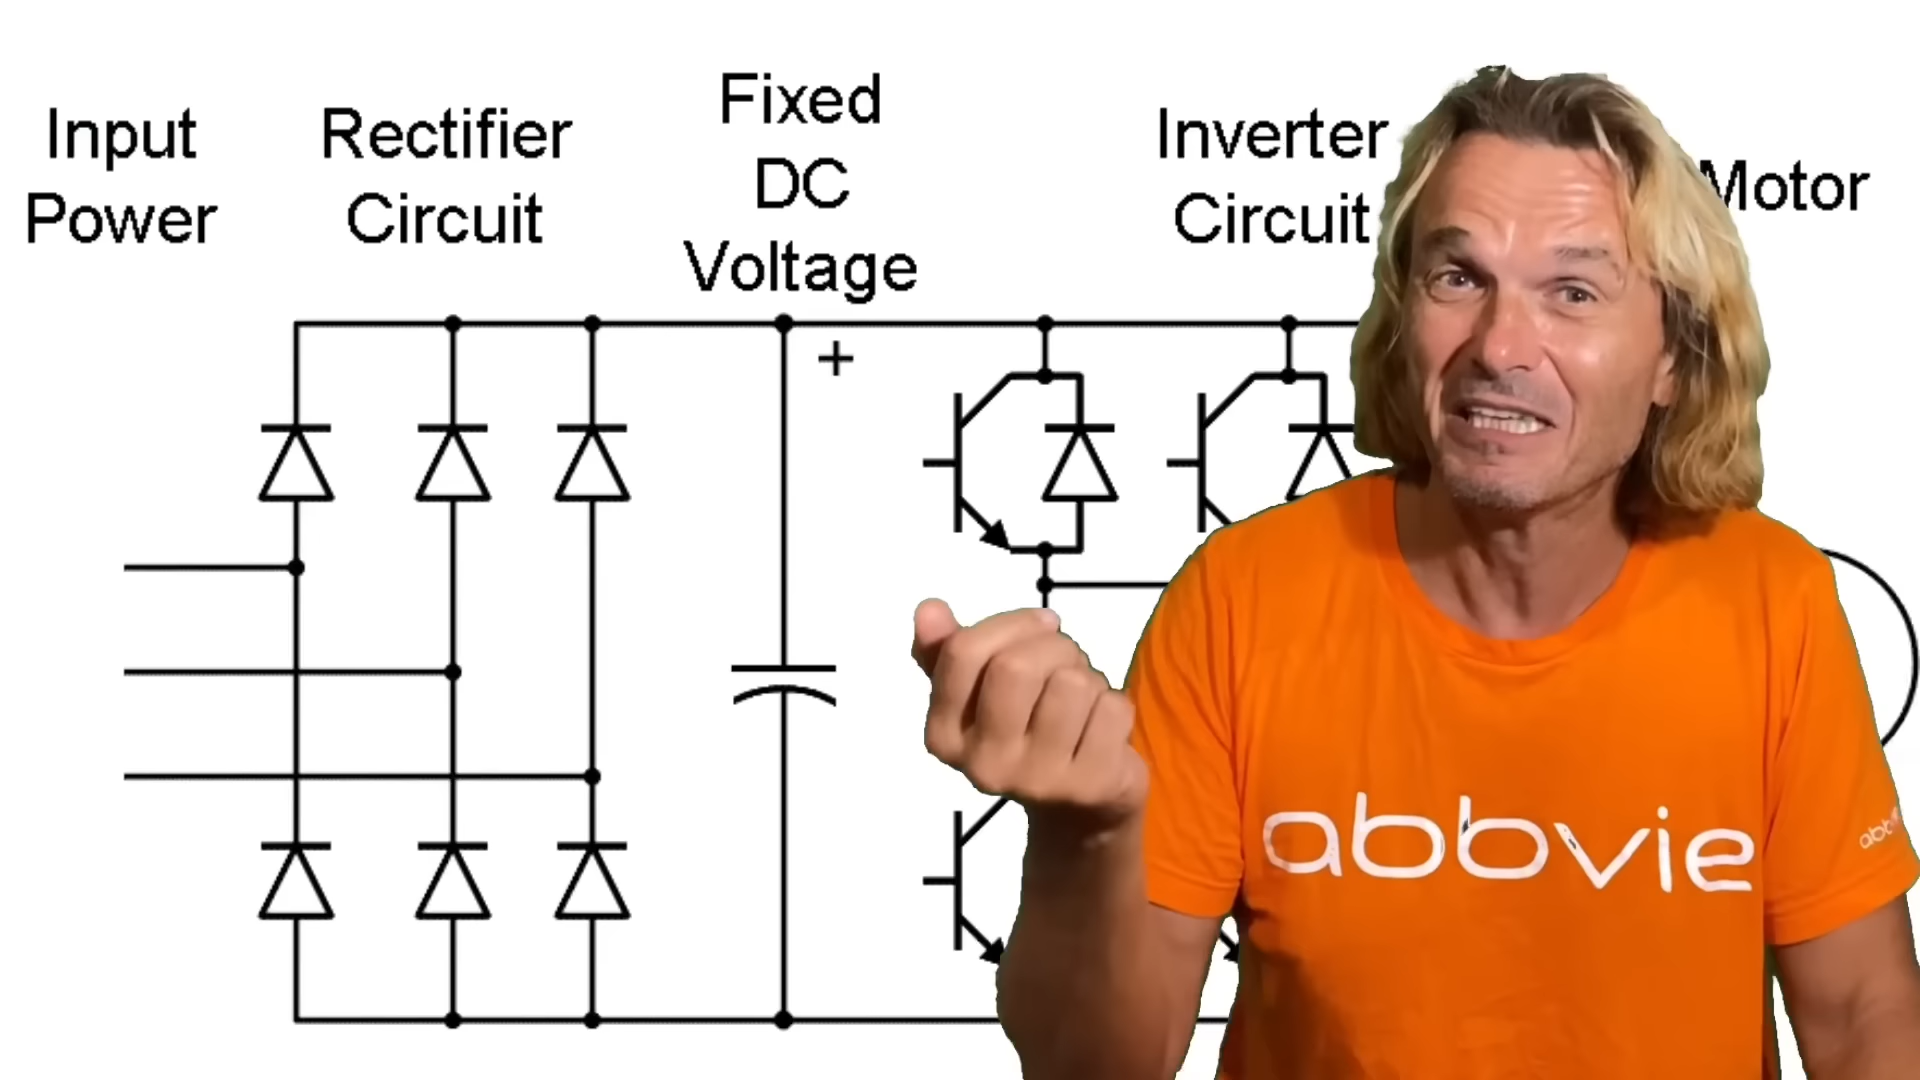 Input
Power
Rectifier
Circuit
Fixed
DC
Voltage
+
Inverter
Circuit
Motor
abbvie